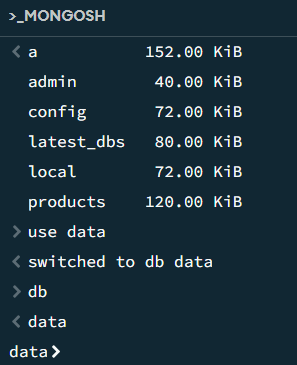 >_MONGOSH
< a 152.00 KiB
admin 40.00 KiB
config 72.00 KiB
latest_dbs 80.00 KiB
local 72.00 KiB
products 120.00 KiB
> use data
< switched to db data
> db
< data
data>